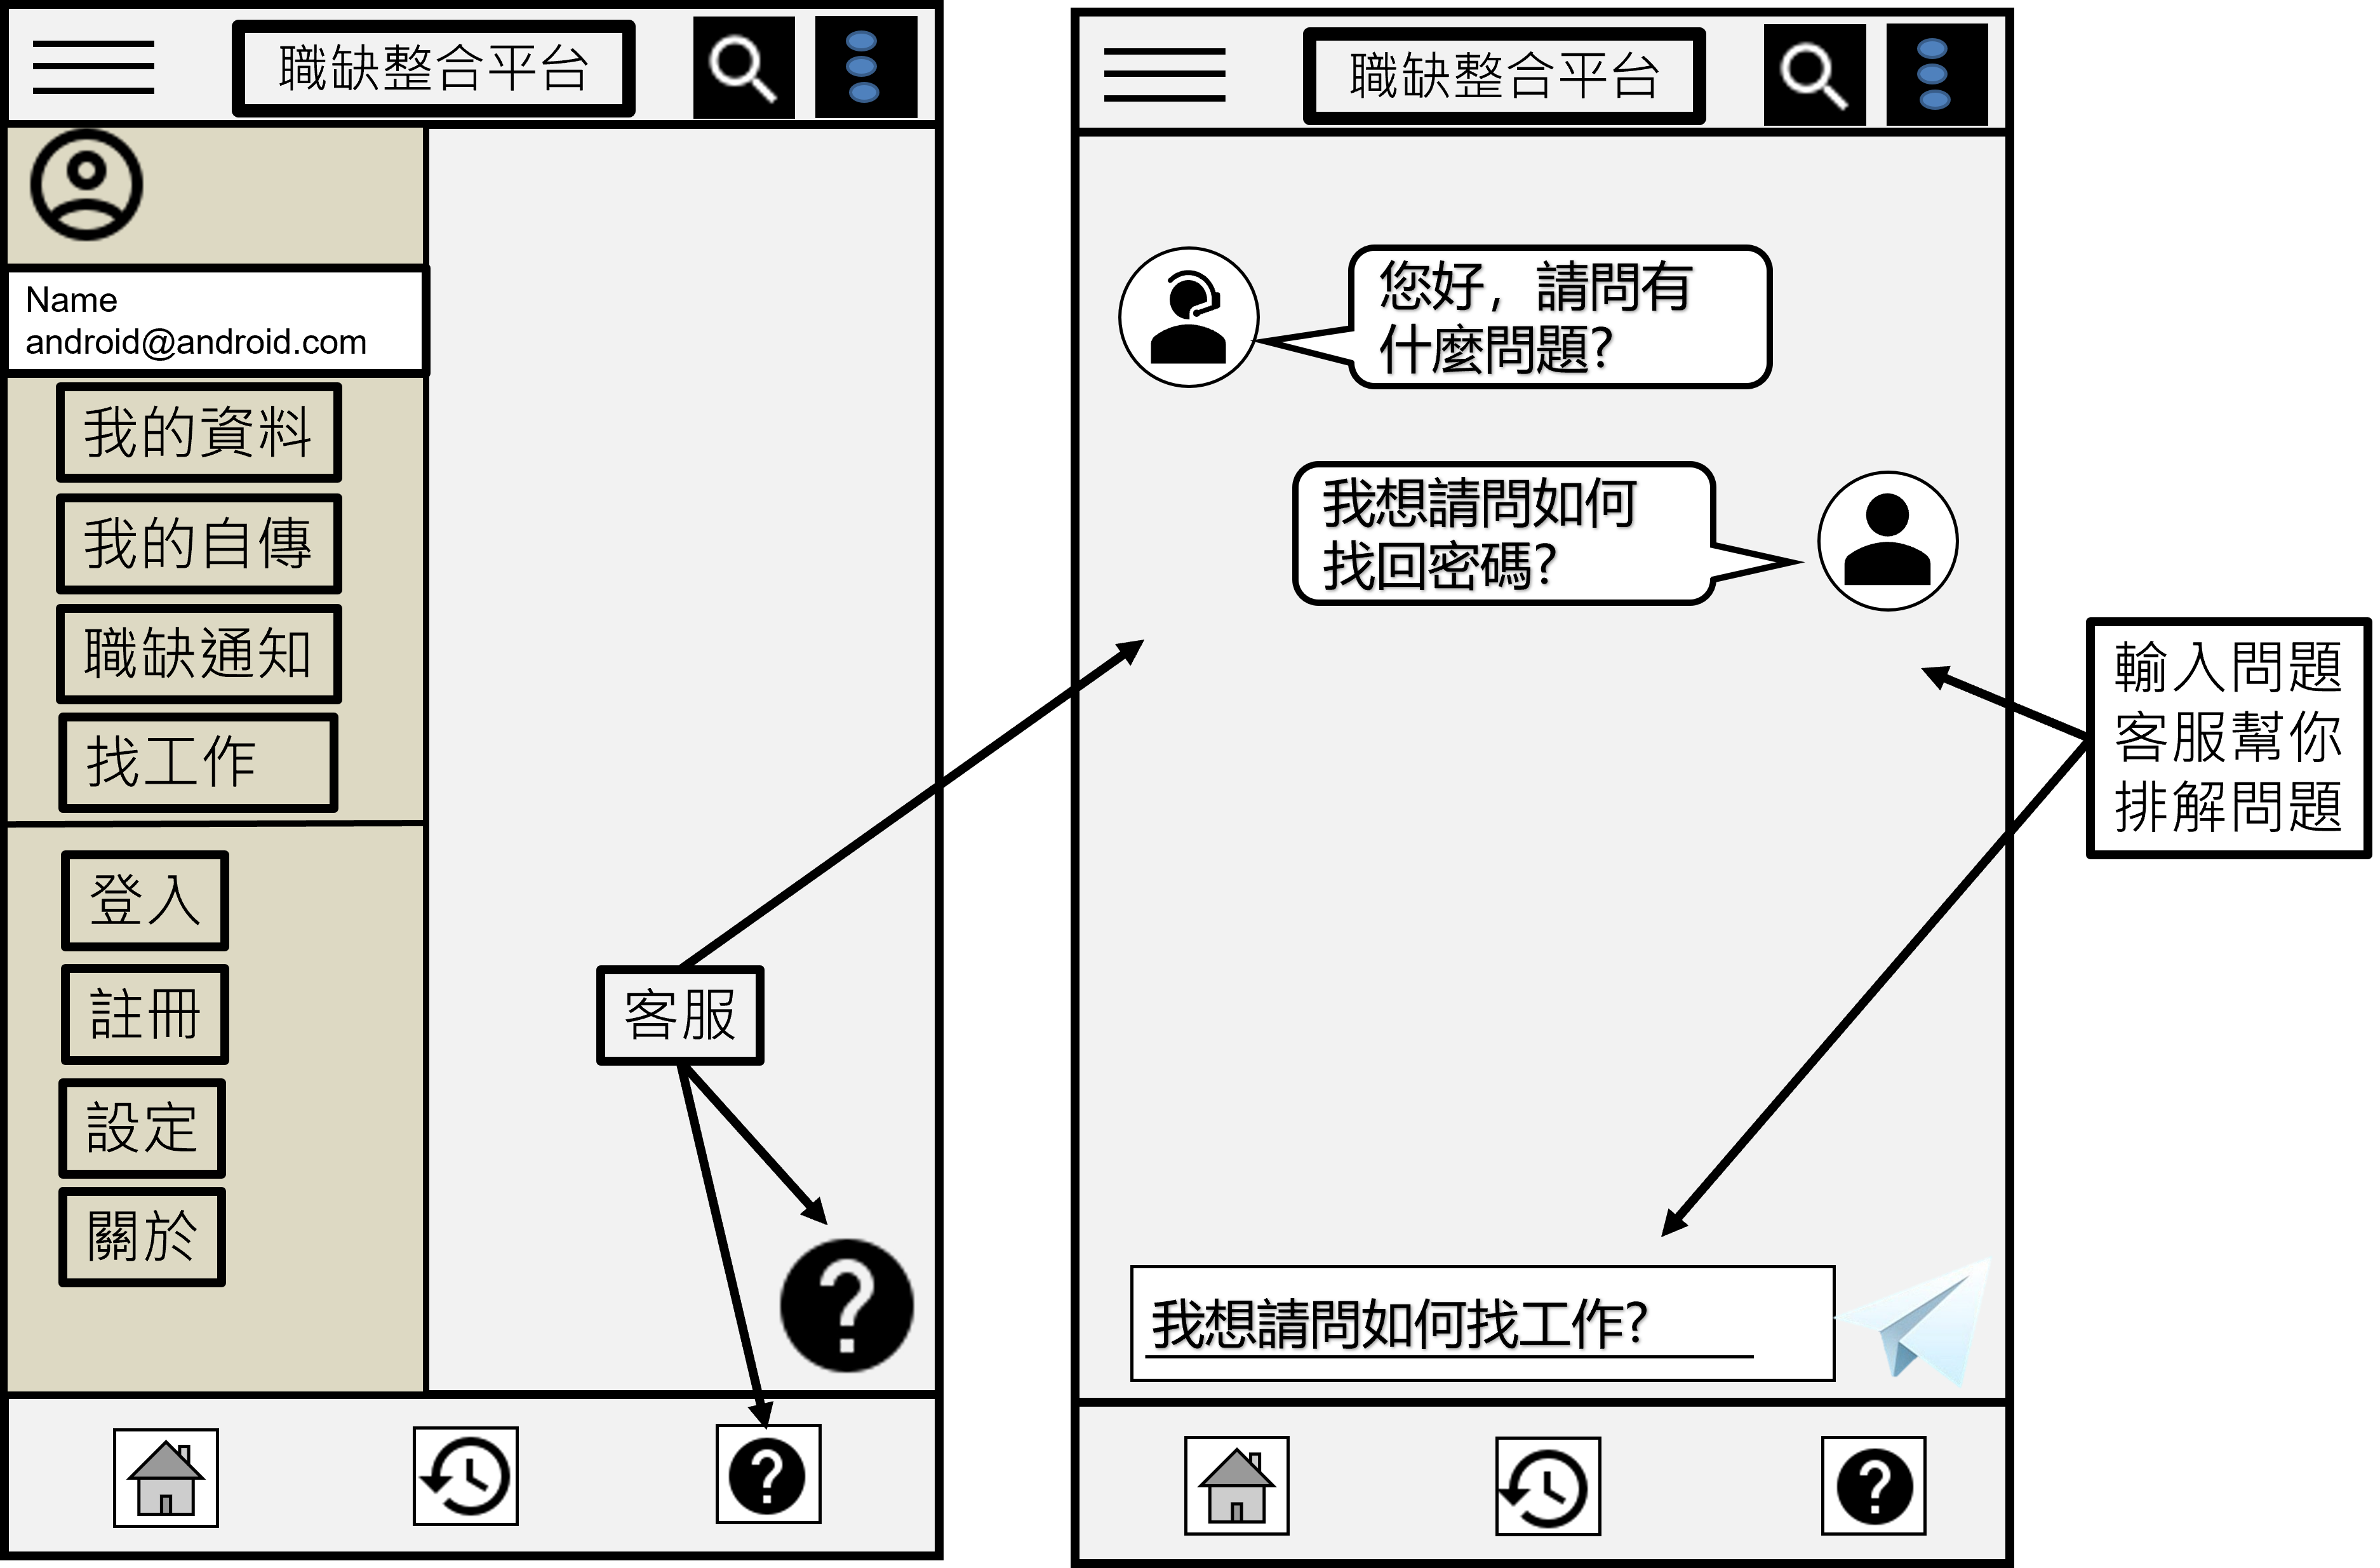 職缺整合平台
Name
android@android.com
我的資料
我的自傳
職缺通知
找工作
登入
註冊
設定
關於
客服
職缺整合平台
您好，請問有
什麼問題?
我想請問如何
找回密碼?
我想請問如何找工作?
輸入問題
客服幫你
排解問題